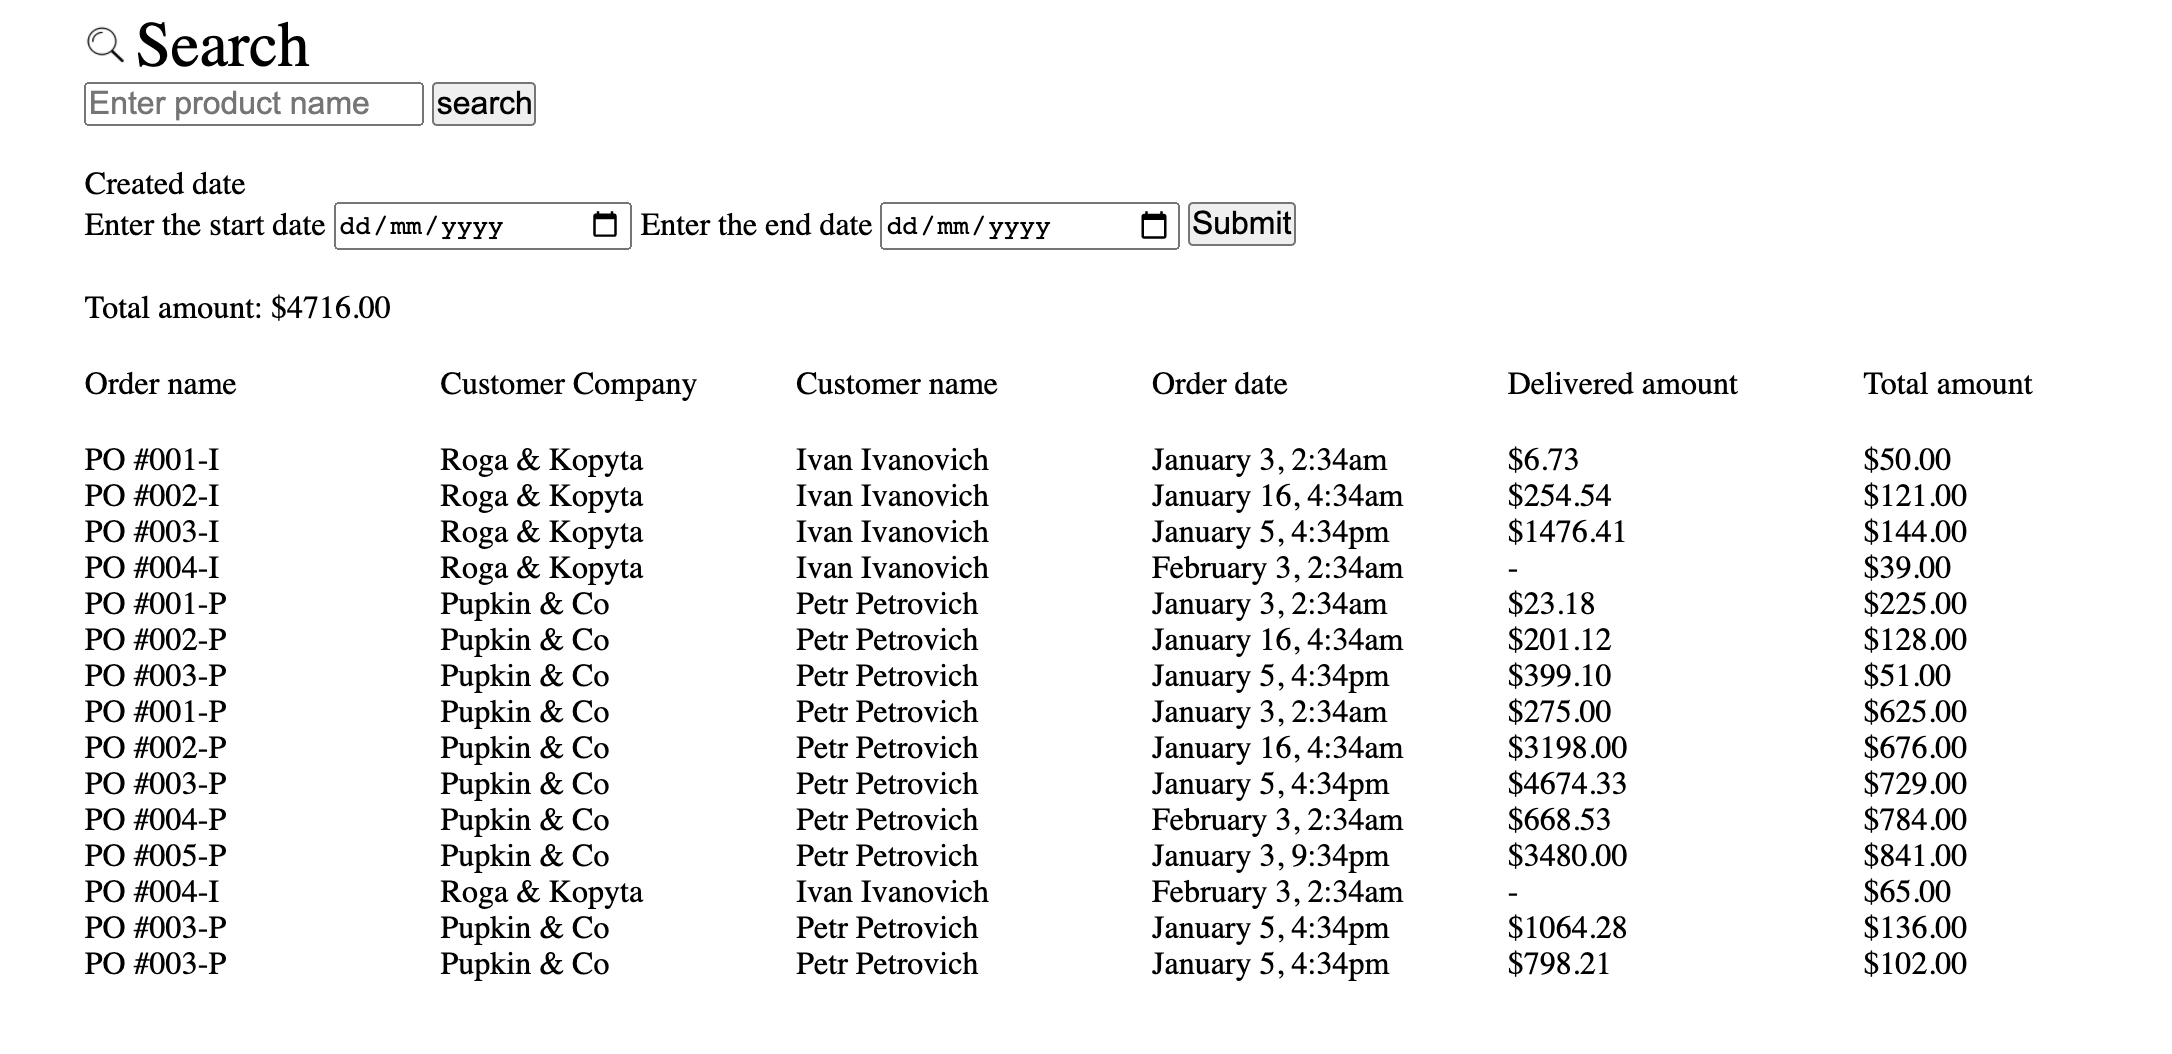 Search
Enter product name search
Created date
Enter the start date dd/mm/yyyy Enter the end date dd/mm/yyyy Submit
Total amount: $4716.00
Order name Customer Company Customer name Order date Delivered amount Total amount
PO #001-I Roga & Kopyta Ivan Ivanovich January 3, 2:34am $6.73 $50.00
PO #002-I Roga & Kopyta Ivan Ivanovich January 16, 4:34am $254.54 $121.00
PO #003-I Roga & Kopyta Ivan Ivanovich January 5, 4:34pm $1476.41 $144.00
PO #004-I Roga & Kopyta Ivan Ivanovich February 3, 2:34am - $39.00
PO #001-P Pupkin & Co Petr Petrovich January 3, 2:34am $23.18 $225.00
PO #002-P Pupkin & Co Petr Petrovich January 16, 4:34am $201.12 $128.00
PO #003-P Pupkin & Co Petr Petrovich January 5, 4:34pm $399.10 $51.00
PO #001-P Pupkin & Co Petr Petrovich January 3, 2:34am $275.00 $625.00
PO #002-P Pupkin & Co Petr Petrovich January 16, 4:34am $3198.00 $676.00
PO #003-P Pupkin & Co Petr Petrovich January 5, 4:34pm $4674.33 $729.00
PO #004-P Pupkin & Co Petr Petrovich February 3, 2:34am $668.53 $784.00
PO #005-P Pupkin & Co Petr Petrovich January 3, 9:34pm $3480.00 $841.00
PO #004-I Roga & Kopyta Ivan Ivanovich February 3, 2:34am - $65.00
PO #003-P Pupkin & Co Petr Petrovich January 5, 4:34pm $1064.28 $136.00
PO #003-P Pupkin & Co Petr Petrovich January 5, 4:34pm $798.21 $102.00